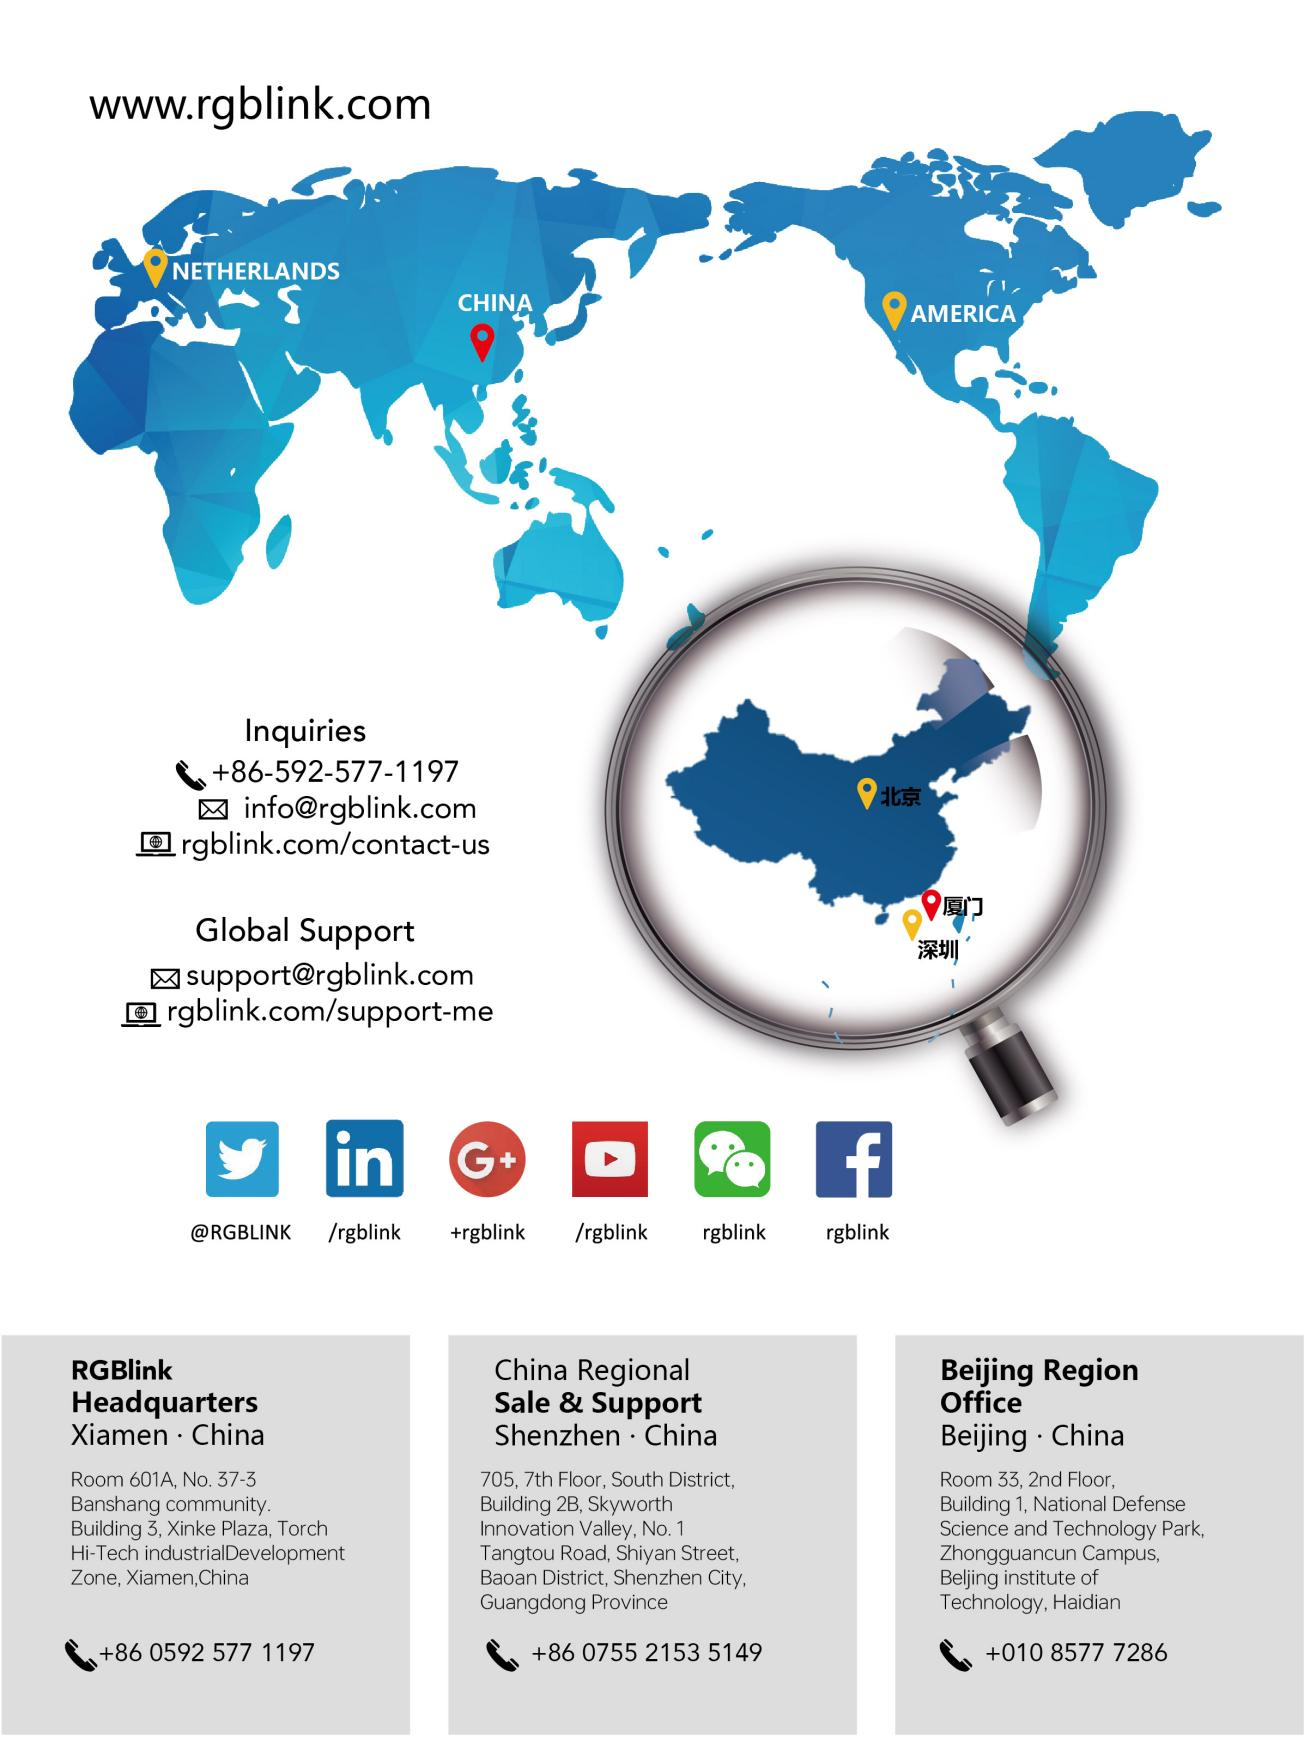 www.rgblink.com
NETHERLANDS
CHINA
AMERICA
Inquiries
+86-592-577-1197
info@rgblink.com
rgblink.com/contact-us
北京
厦门
深圳
Global Support
support@rgblink.com
rgblink.com/support-me
in
G+
f
@RGBLINK
/rgblink
+rgblink
/rgblink
rgblink
rgblink
RGBlink
Headquarters
Xiamen · China
Room 601A, No. 37-3
Banshang community.
Building 3, Xinke Plaza, Torch
Hi-Tech industrialDevelopment
Zone, Xiamen,China
+86 0592 577 1197
China Regional
Sale & Support
Shenzhen · China
705, 7th Floor, South District,
Building 2B, Skyworth
Innovation Valley, No. 1
Tangtou Road, Shiyan Street,
Baoan District, Shenzhen City,
Guangdong Province
+86 0755 2153 5149
Beijing Region
Office
Beijing · China
Room 33, 2nd Floor,
Building 1, National Defense
Science and Technology Park,
Zhongguancun Campus,
Beljing institute of
Technology, Haidian
+010 8577 7286